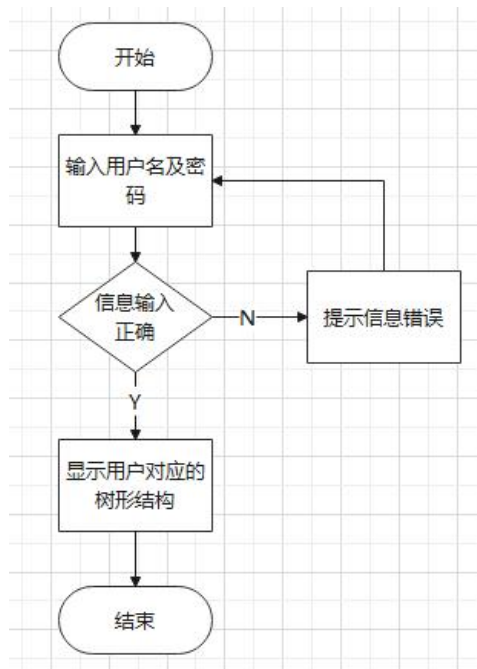 开始
输入用户名及密
码
信息输入
正确
N
提示信息错误
Y
显示用户对应的
树形结构
结束